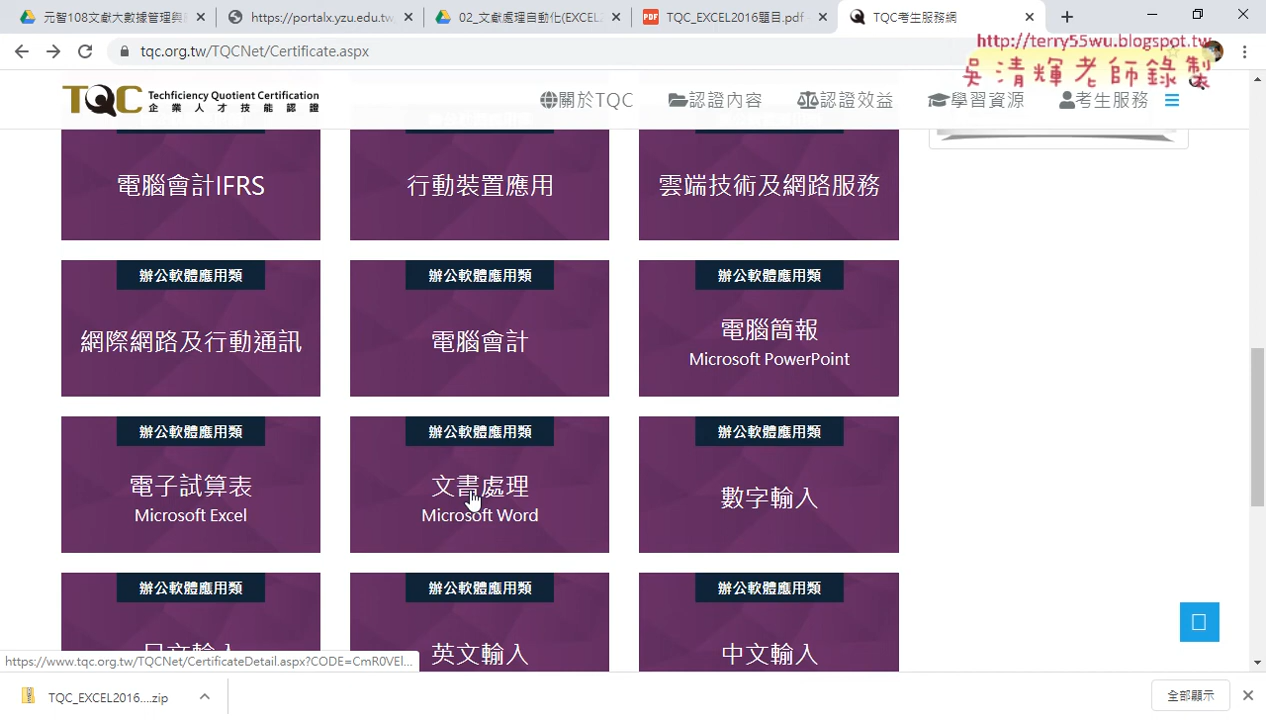 元智108文獻大數據管理與
https://portalx.yzu.edu.tw
02_文獻處理自動化(EXCEL2
TQC_EXCEL2016題目.pdf
TQC考生服務網
tqc.org.tw/TQCNet/Certificate.aspx
http://terry55wu.blogspot.tw
吳清輝老師錄製
TQC Techficiency Quotient Certification
企業人才技能認證
關於TQC
認證內容
認證效益
學習資源
考生服務
電腦會計IFRS
行動裝置應用
雲端技術及網路服務
辦公軟體應用類
網際網路及行動通訊
辦公軟體應用類
電腦會計
辦公軟體應用類
電腦簡報
Microsoft PowerPoint
辦公軟體應用類
電子試算表
Microsoft Excel
辦公軟體應用類
文書處理
Microsoft Word
辦公軟體應用類
數字輸入
辦公軟體應用類
日文輸入
辦公軟體應用類
英文輸入
辦公軟體應用類
中文輸入
https://www.tqc.org.tw/TQCNet/CertificateDetail.aspx?CODE=CmR0VEl...
TQC_EXCEL2016....zip
全部顯示